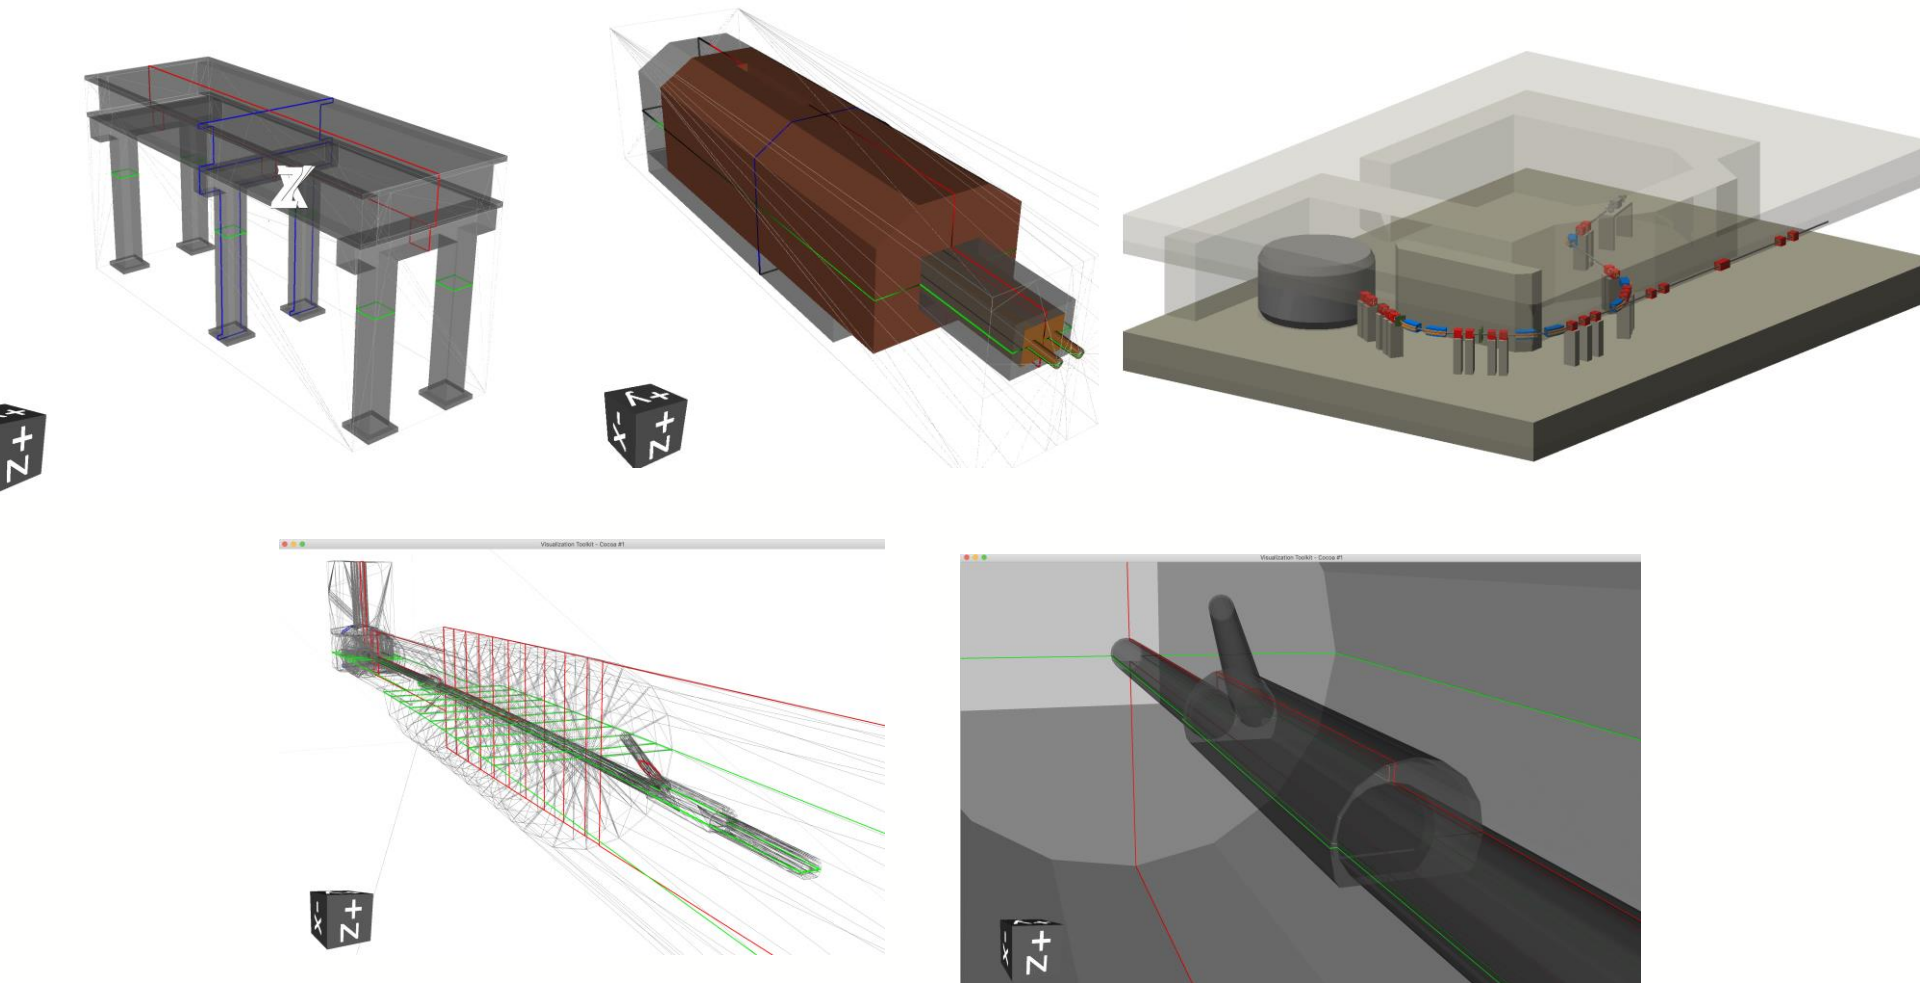 +
Z
Z
Y+
X-
Z+
Visualization Toolkit - Cocoa #1
X-
Z+
Visualization Toolkit - Cocoa #1
X-
Z+